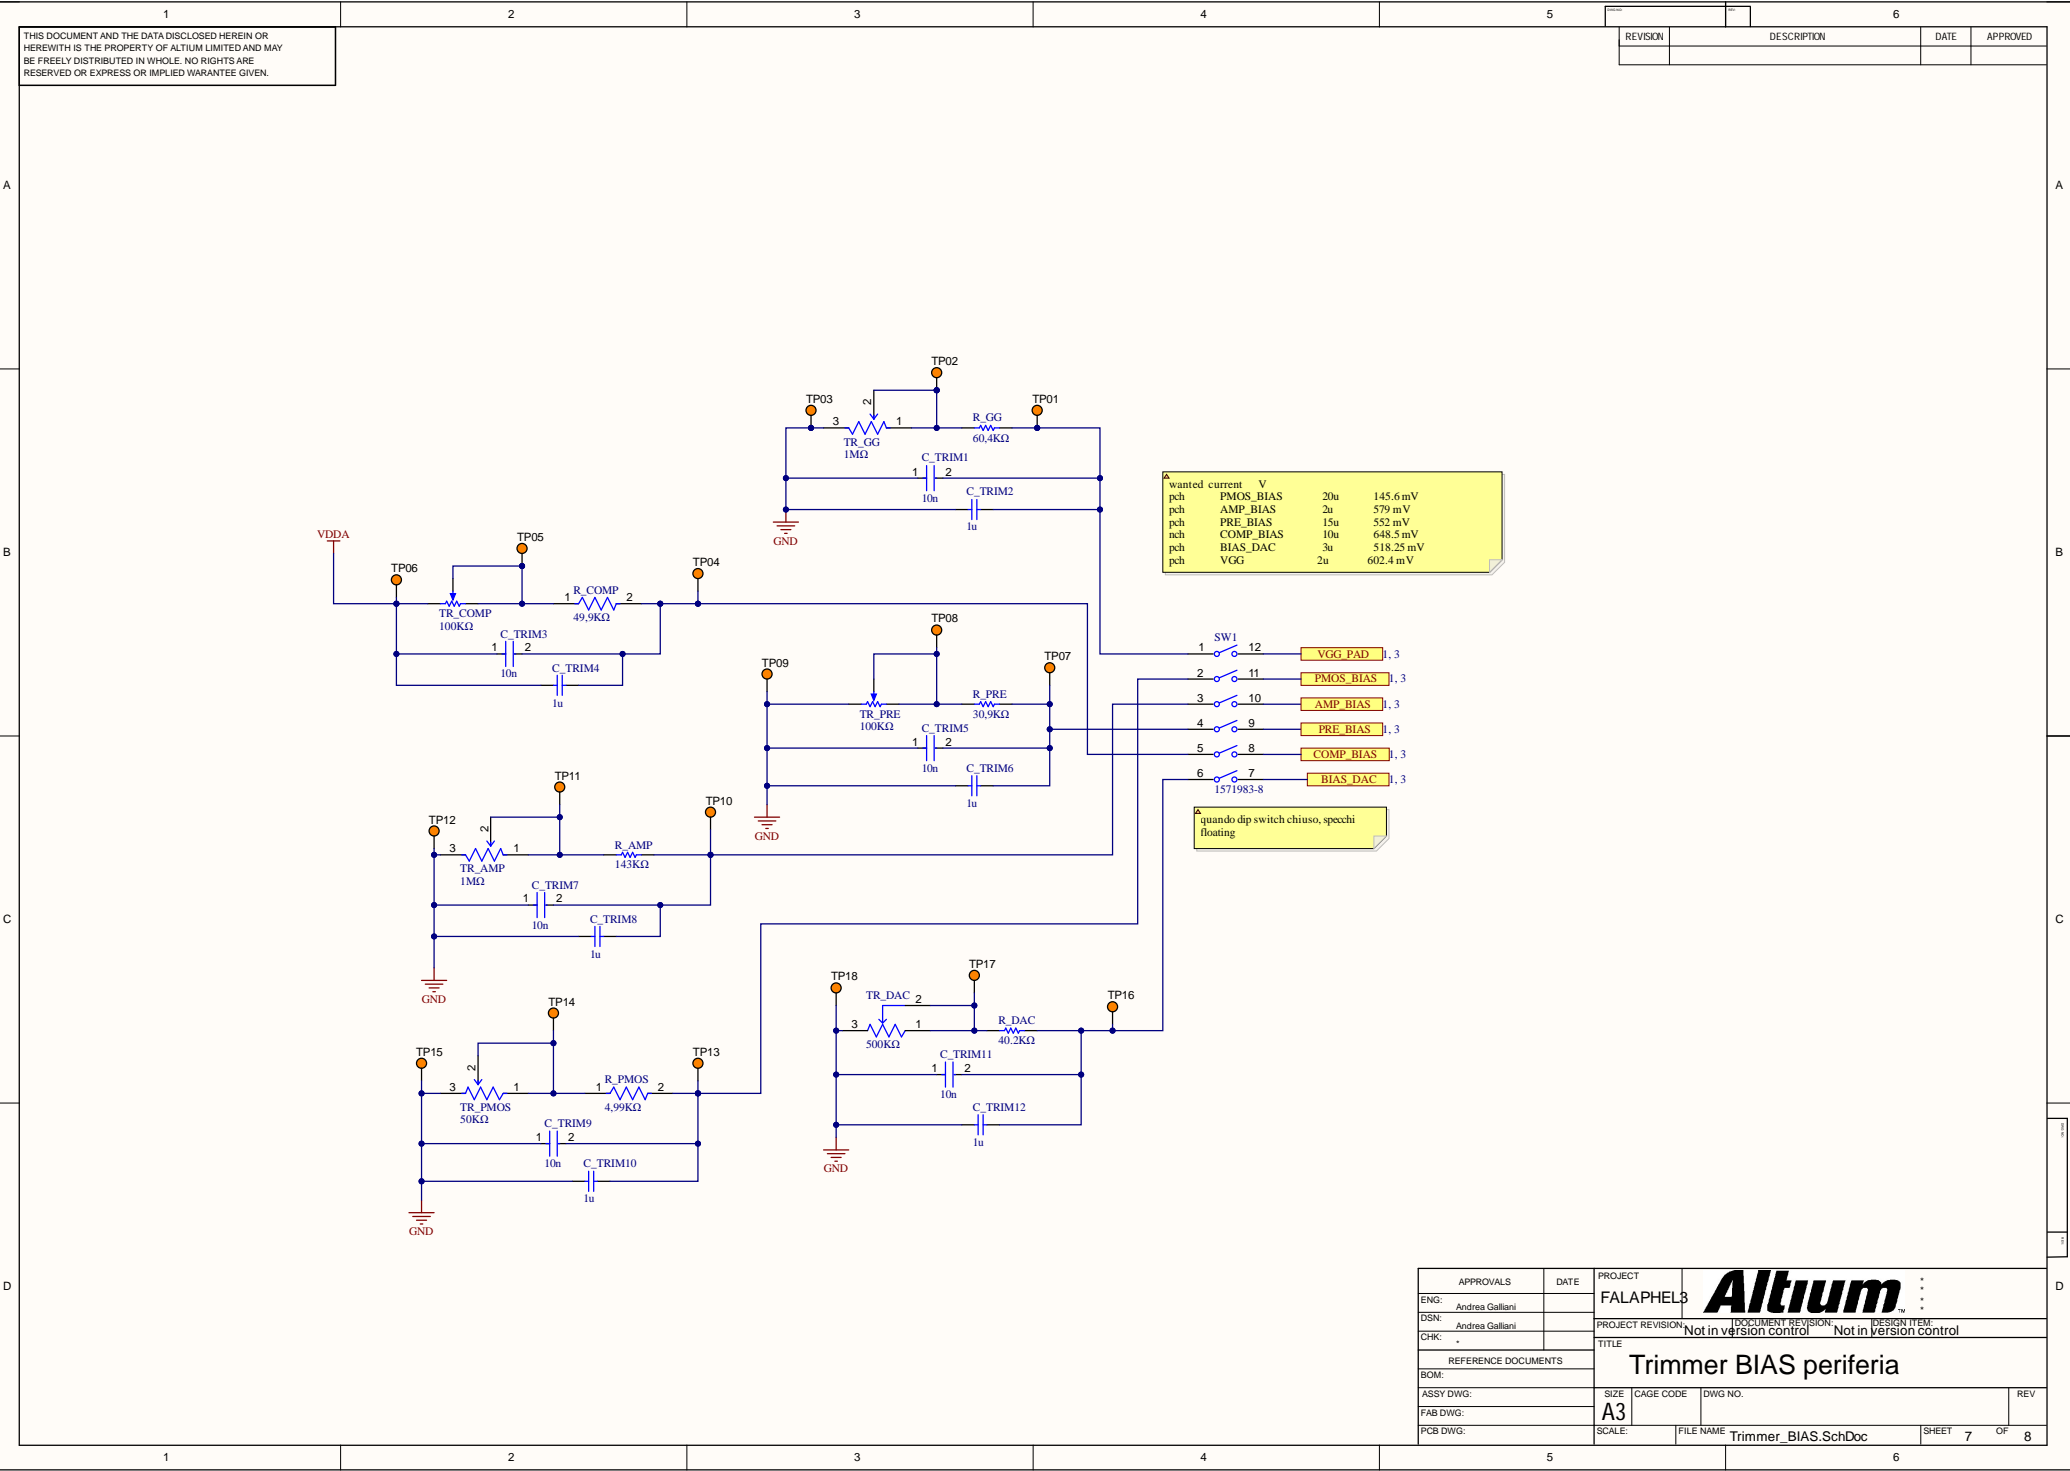 1 2 3 4 5 6
THIS DOCUMENT AND THE DATA DISCLOSED HEREIN OR
HEREWITH IS THE PROPERTY OF ALTIUM LIMITED AND MAY
BE FREELY DISTRIBUTED IN WHOLE. NO RIGHTS ARE
RESERVED OR EXPRESS OR IMPLIED WARANTEE GIVEN.
REVISION DESCRIPTION DATE APPROVED
A A
B B
C C
D D
TP02
TP03
TP01
3 2 1
TR_GG
1MΩ
R_GG
60,4KΩ
C_TRIM1
1 2
10n
C_TRIM2
1u
GND
wanted current V
pch PMOS_BIAS 20u 145.6 mV
pch AMP_BIAS 2u 579 mV
pch PRE_BIAS 15u 552 mV
nch COMP_BIAS 10u 648.5 mV
pch BIAS_DAC 3u 518.25 mV
pch VGG 2u 602.4 mV
VDDA
TP05
TP06
TP04
TR_COMP
100KΩ
R_COMP
1 2
49,9KΩ
C_TRIM3
1 2
10n
C_TRIM4
1u
TP08
TP09
TP07
TR_PRE
100KΩ
R_PRE
30,9KΩ
C_TRIM5
1 2
10n
C_TRIM6
1u
GND
SW1
1 12 VGG_PAD 1, 3
2 11 PMOS_BIAS 1, 3
3 10 AMP_BIAS 1, 3
4 9 PRE_BIAS 1, 3
5 8 COMP_BIAS 1, 3
6 7 BIAS_DAC 1, 3
1571983-8
quando dip switch chiuso, specchi
floating
TP11
TP12
TP10
3 2 1
TR_AMP
1MΩ
R_AMP
143KΩ
C_TRIM7
1 2
10n
C_TRIM8
1u
GND
TP14
TP15
TP13
3 2 1
TR_PMOS
50KΩ
R_PMOS
1 2
4,99KΩ
C_TRIM9
1 2
10n
C_TRIM10
1u
GND
TP17
TP18
TP16
TR_DAC 2
3 1
500KΩ
R_DAC
40.2KΩ
C_TRIM11
1 2
10n
C_TRIM12
1u
GND
APPROVALS DATE
ENG: Andrea Galliani
DSN: Andrea Galliani
CHK: *
REFERENCE DOCUMENTS
BOM:
ASSY DWG:
FAB DWG:
PCB DWG:
PROJECT
FALAPHEL3
Altium ™
*
*
*
*
PROJECT REVISION: Not in version control
DOCUMENT REVISION: Not in version control
DESIGN ITEM:
TITLE
Trimmer BIAS periferia
SIZE A3
CAGE CODE
DWG NO.
REV
SCALE:
FILE NAME Trimmer_BIAS.SchDoc
SHEET 7 OF 8
1 2 3 4 5 6